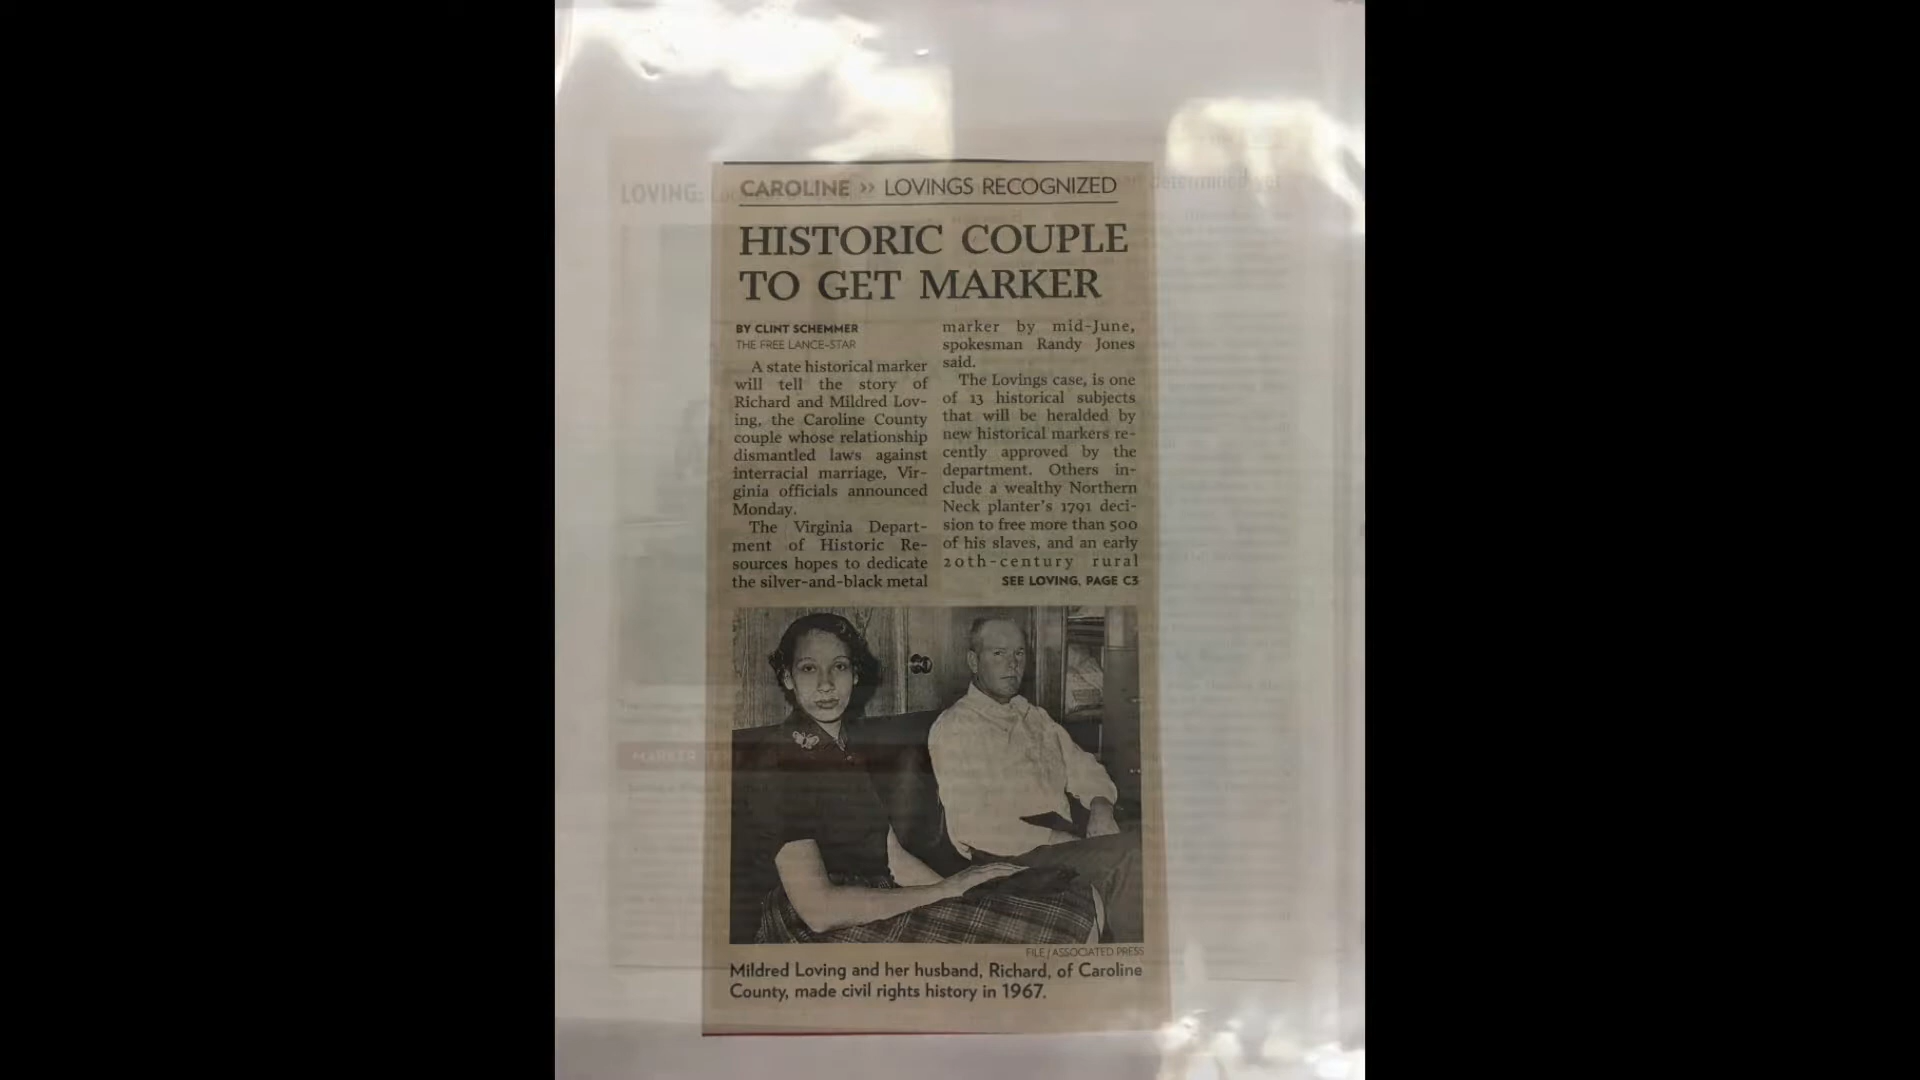 CAROLINE >> LOVINGS RECOGNIZED
HISTORIC COUPLE
TO GET MARKER
BY CLINT SCHEMMER
THE FREE LANCE-STAR
A state historical marker
will tell the story of
Richard and Mildred Lov-
ing, the Caroline County
couple whose relationship
dismantled laws against
interracial marriage, Vir-
ginia officials announced
Monday.
The Virginia Depart-
ment of Historic Re-
sources hopes to dedicate
the silver-and-black metal
marker by mid-June,
spokesman Randy Jones
said.
The Lovings case, is one
of 13 historical subjects
that will be heralded by
new historical markers re-
cently approved by the
department. Others in-
clude a wealthy Northern
Neck planter's 1791 deci-
sion to free more than 500
of his slaves, and an early
20th-century rural
SEE LOVING, PAGE C3
FILE / ASSOCIATED PRESS
Mildred Loving and her husband, Richard, of Caroline
County, made civil rights history in 1967.
LOVING:
determined yet
MARKER